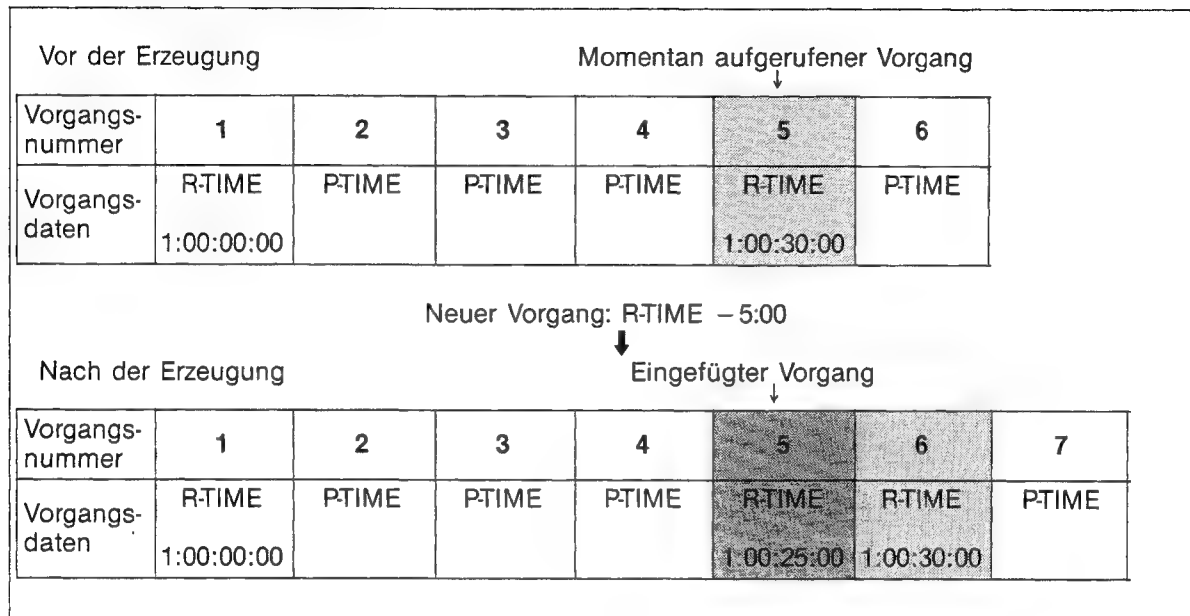 Vor der Erzeugung
Momentan aufgerufener Vorgang
Vorgangs-
nummer
1 2 3 4 5 6
Vorgangs-
daten
R-TIME P-TIME P-TIME P-TIME R-TIME P-TIME
1:00:00:00 1:00:30:00
Neuer Vorgang: R-TIME – 5:00
Nach der Erzeugung
Eingefügter Vorgang
Vorgangs-
nummer
1 2 3 4 5 6 7
Vorgangs-
daten
R-TIME P-TIME P-TIME P-TIME R-TIME R-TIME P-TIME
1:00:00:00 1:00:25:00 1:00:30:00